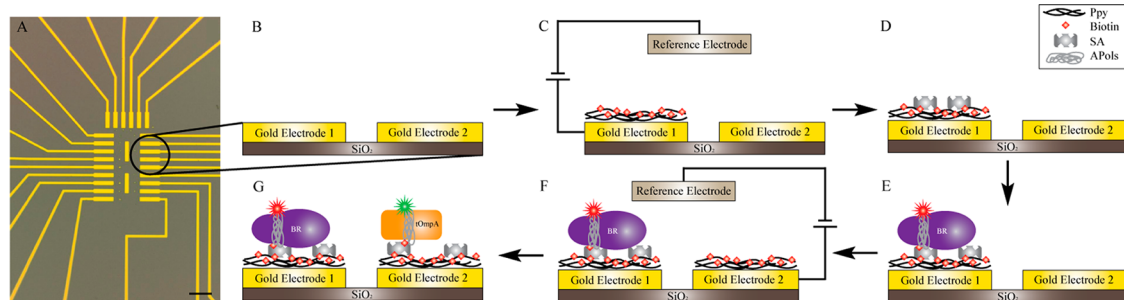 A
B
Gold Electrode 1
Gold Electrode 2
SiO₂
C
Reference Electrode
Gold Electrode 1
Gold Electrode 2
SiO₂
D
Gold Electrode 1
Gold Electrode 2
SiO₂
Ppy
Biotin
SA
APols
G
BR
tOmpA
Gold Electrode 1
Gold Electrode 2
SiO₂
F
Reference Electrode
BR
Gold Electrode 1
Gold Electrode 2
SiO₂
E
BR
Gold Electrode 1
Gold Electrode 2
SiO₂